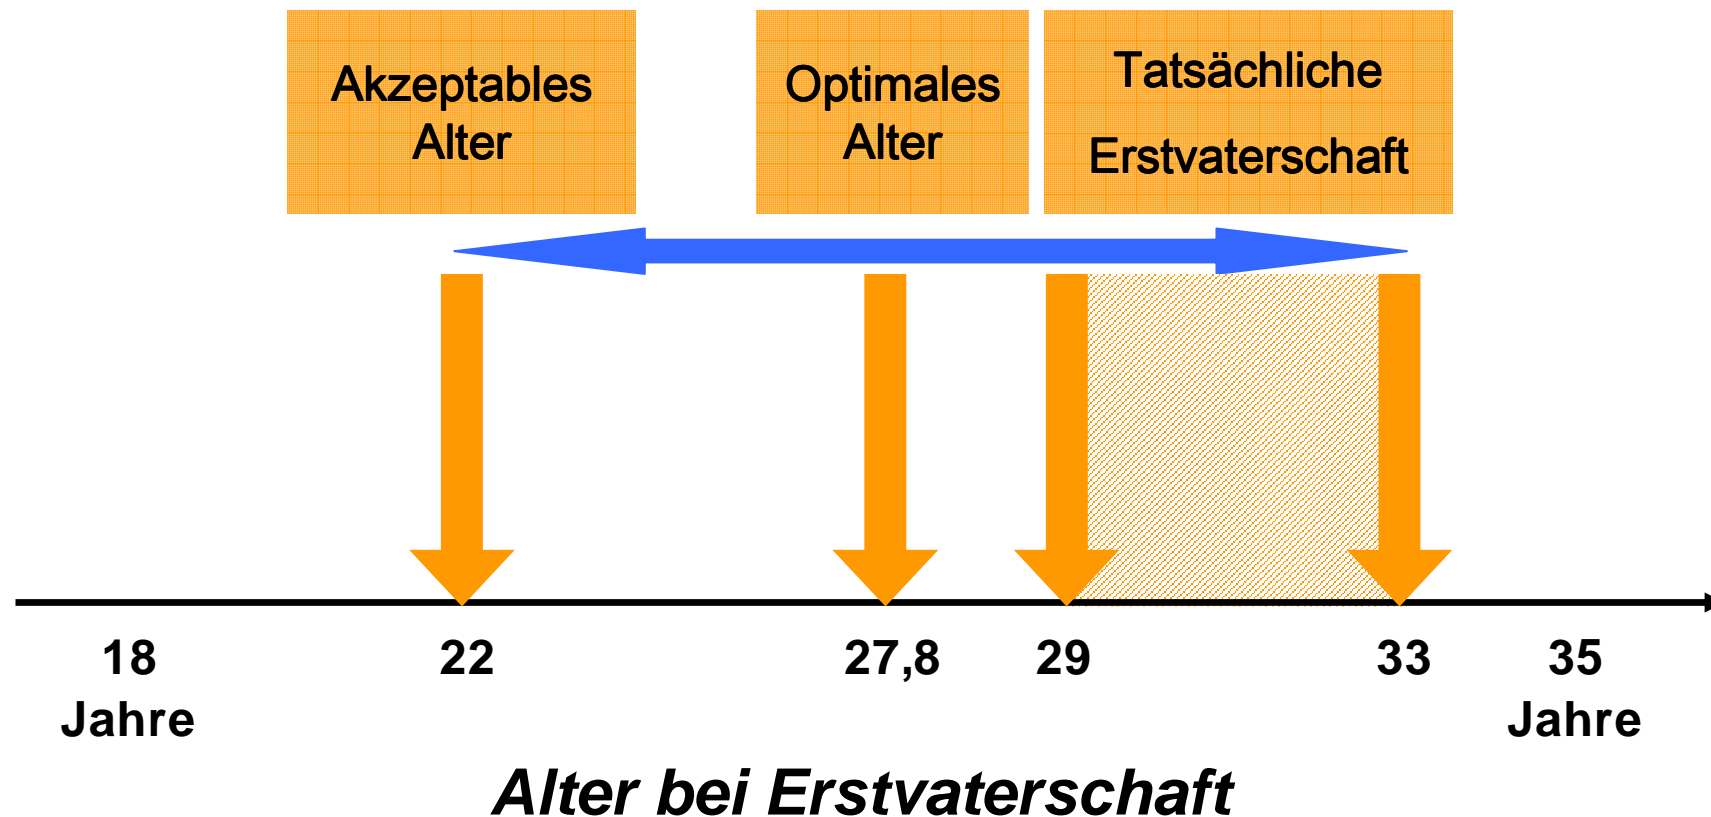 Akzeptables
Alter
Optimales
Alter
Tatsächliche
Erstvaterschaft
18
Jahre
22
27,8
29
33
35
Jahre
Alter bei Erstvaterschaft